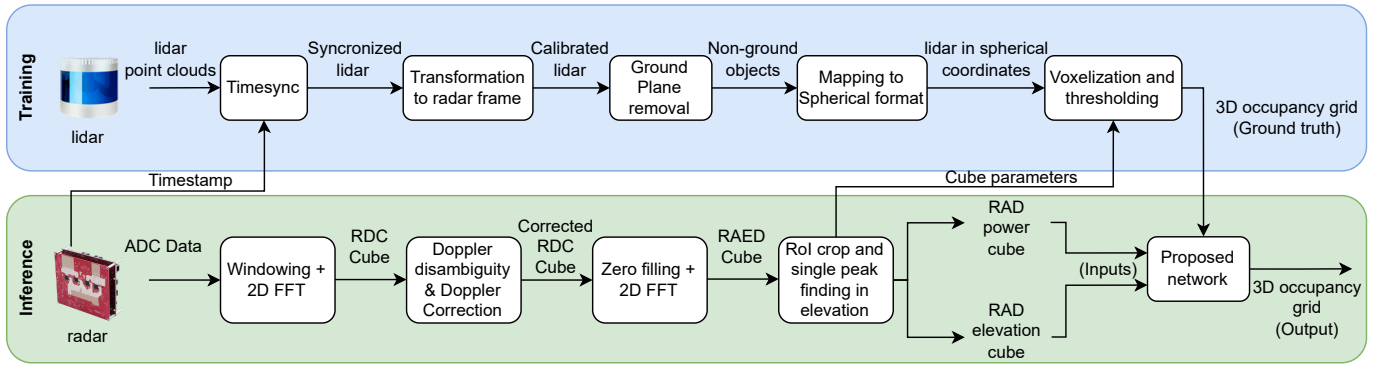 Training
lidar
point clouds
lidar
Timesync
Syncronized
lidar
Transformation
to radar frame
Calibrated
lidar
Ground
Plane
removal
Non-ground
objects
Mapping to
Spherical format
lidar in spherical
coordinates
Voxelization and
thresholding
3D occupancy grid
(Ground truth)
Timestamp
Cube parameters
Inference
radar
ADC Data
Windowing +
2D FFT
RDC
Cube
Doppler
disambiguity
& Doppler
Correction
Corrected
RDC
Cube
Zero filling +
2D FFT
RAED
Cube
RoI crop and
single peak
finding in
elevation
RAD
power
cube
RAD
elevation
cube
(Inputs)
Proposed
network
3D occupancy
grid
(Output)